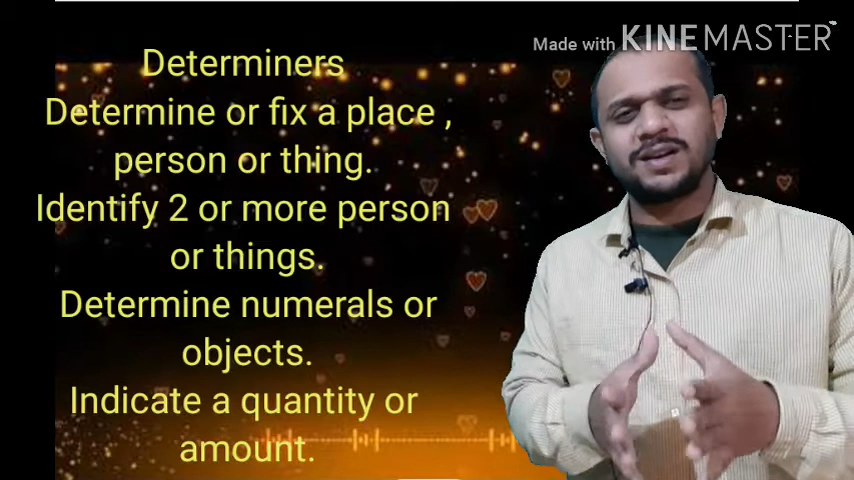 Made with KINEMASTER
Determiners
Determine or fix a place ,
person or thing.
Identify 2 or more person
or things.
Determine numerals or
objects.
Indicate a quantity or
amount.